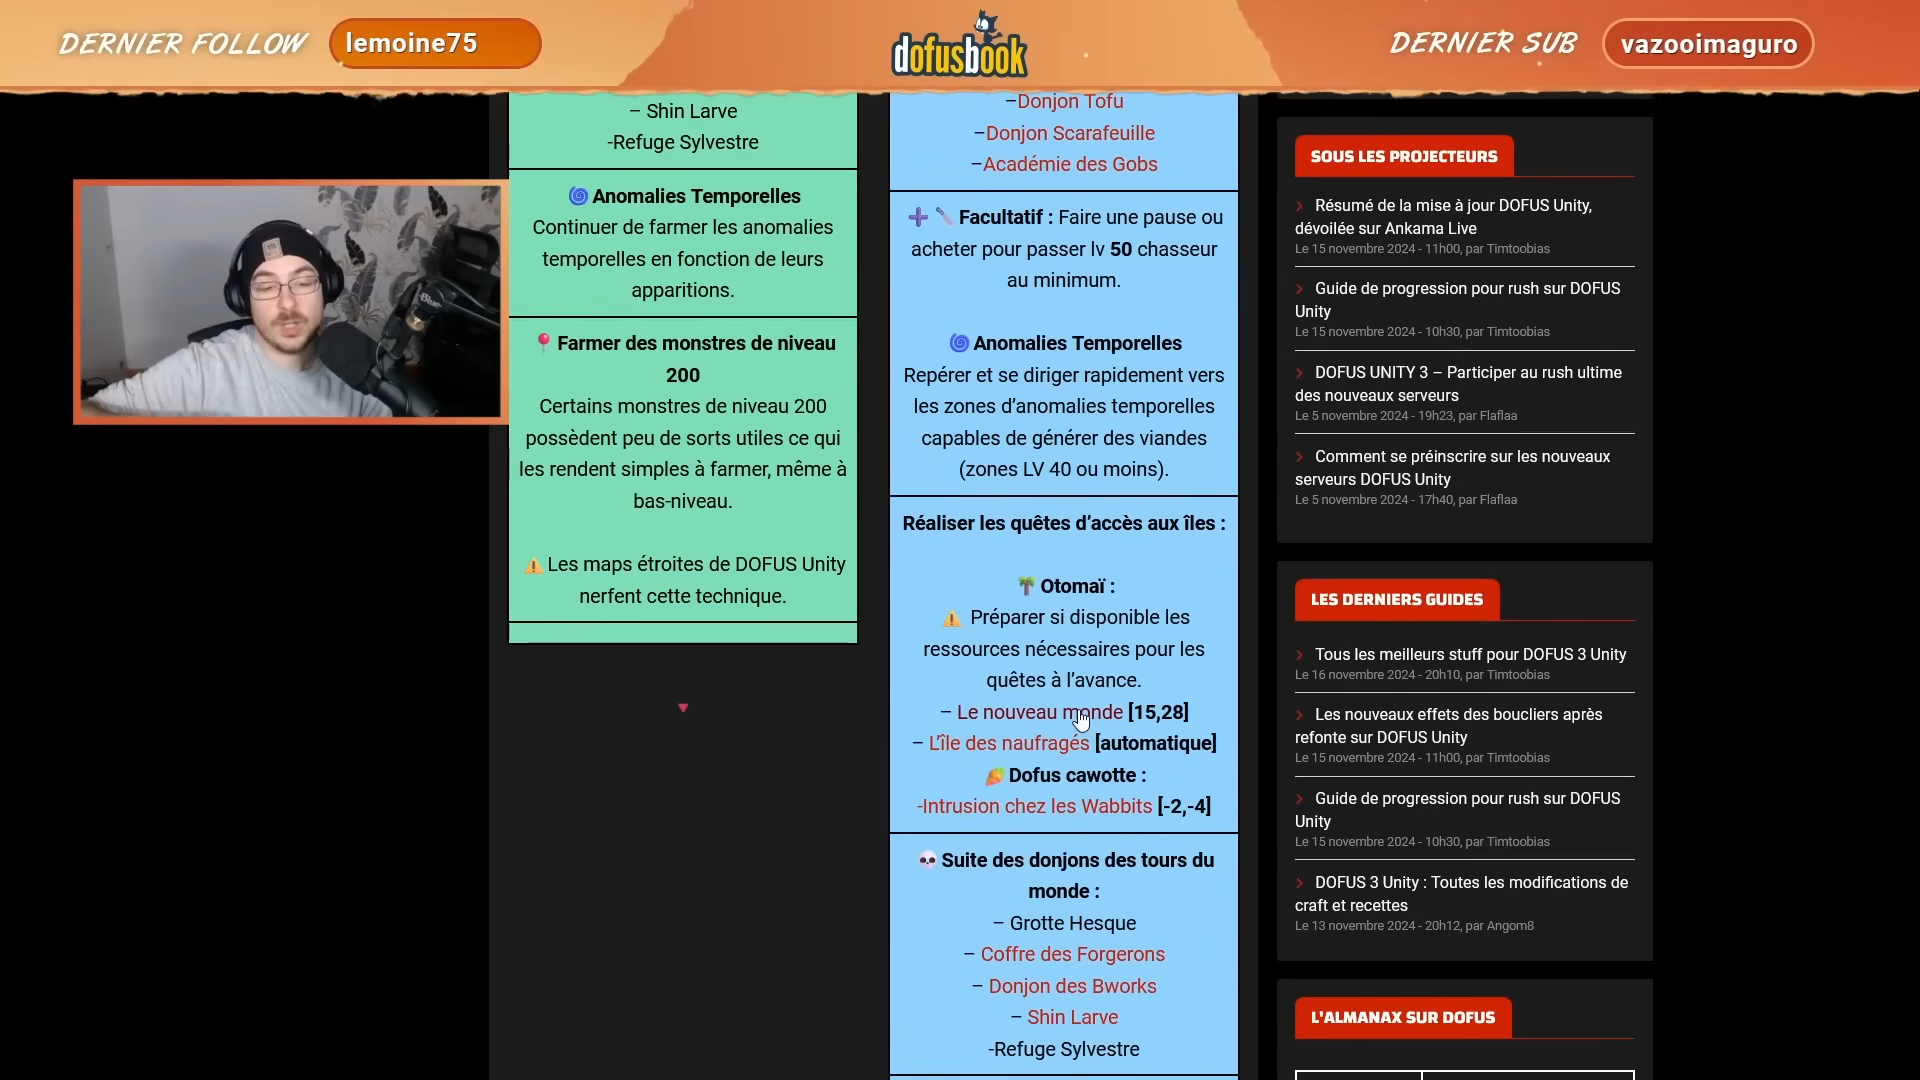 DERNIER FOLLOW
lemoine75
dofusbook
DERNIER SUB
vazooimaguro
– Shin Larve
-Refuge Sylvestre
Anomalies Temporelles
Continuer de farmer les anomalies
temporelles en fonction de leurs
apparitions.
Farmer des monstres de niveau
200
Certains monstres de niveau 200
possèdent peu de sorts utiles ce qui
les rendent simples à farmer, même à
bas-niveau.
Les maps étroites de DOFUS Unity
nerfent cette technique.
–Donjon Tofu
–Donjon Scarafeuille
–Académie des Gobs
Facultatif : Faire une pause ou
acheter pour passer lv 50 chasseur
au minimum.
Anomalies Temporelles
Repérer et se diriger rapidement vers
les zones d'anomalies temporelles
capables de générer des viandes
(zones LV 40 ou moins).
Réaliser les quêtes d'accès aux îles :
Otomaï :
Préparer si disponible les
ressources nécessaires pour les
quêtes à l'avance.
– Le nouveau monde [15,28]
– L'île des naufragés [automatique]
Dofus cawotte :
-Intrusion chez les Wabbits [-2,-4]
Suite des donjons des tours du
monde :
– Grotte Hesque
– Coffre des Forgerons
– Donjon des Bworks
– Shin Larve
-Refuge Sylvestre
SOUS LES PROJECTEURS
Résumé de la mise à jour DOFUS Unity,
dévoilée sur Ankama Live
Le 15 novembre 2024 - 11h00, par Timtoobias
Guide de progression pour rush sur DOFUS
Unity
Le 15 novembre 2024 - 10h30, par Timtoobias
DOFUS UNITY 3 – Participer au rush ultime
des nouveaux serveurs
Le 5 novembre 2024 - 19h23, par Flaflaa
Comment se préinscrire sur les nouveaux
serveurs DOFUS Unity
Le 5 novembre 2024 - 17h40, par Flaflaa
LES DERNIERS GUIDES
Tous les meilleurs stuff pour DOFUS 3 Unity
Le 16 novembre 2024 - 20h10, par Timtoobias
Les nouveaux effets des boucliers après
refonte sur DOFUS Unity
Le 15 novembre 2024 - 11h00, par Timtoobias
Guide de progression pour rush sur DOFUS
Unity
Le 15 novembre 2024 - 10h30, par Timtoobias
DOFUS 3 Unity : Toutes les modifications de
craft et recettes
Le 13 novembre 2024 - 20h12, par Angom8
L'ALMANAX SUR DOFUS
Blue